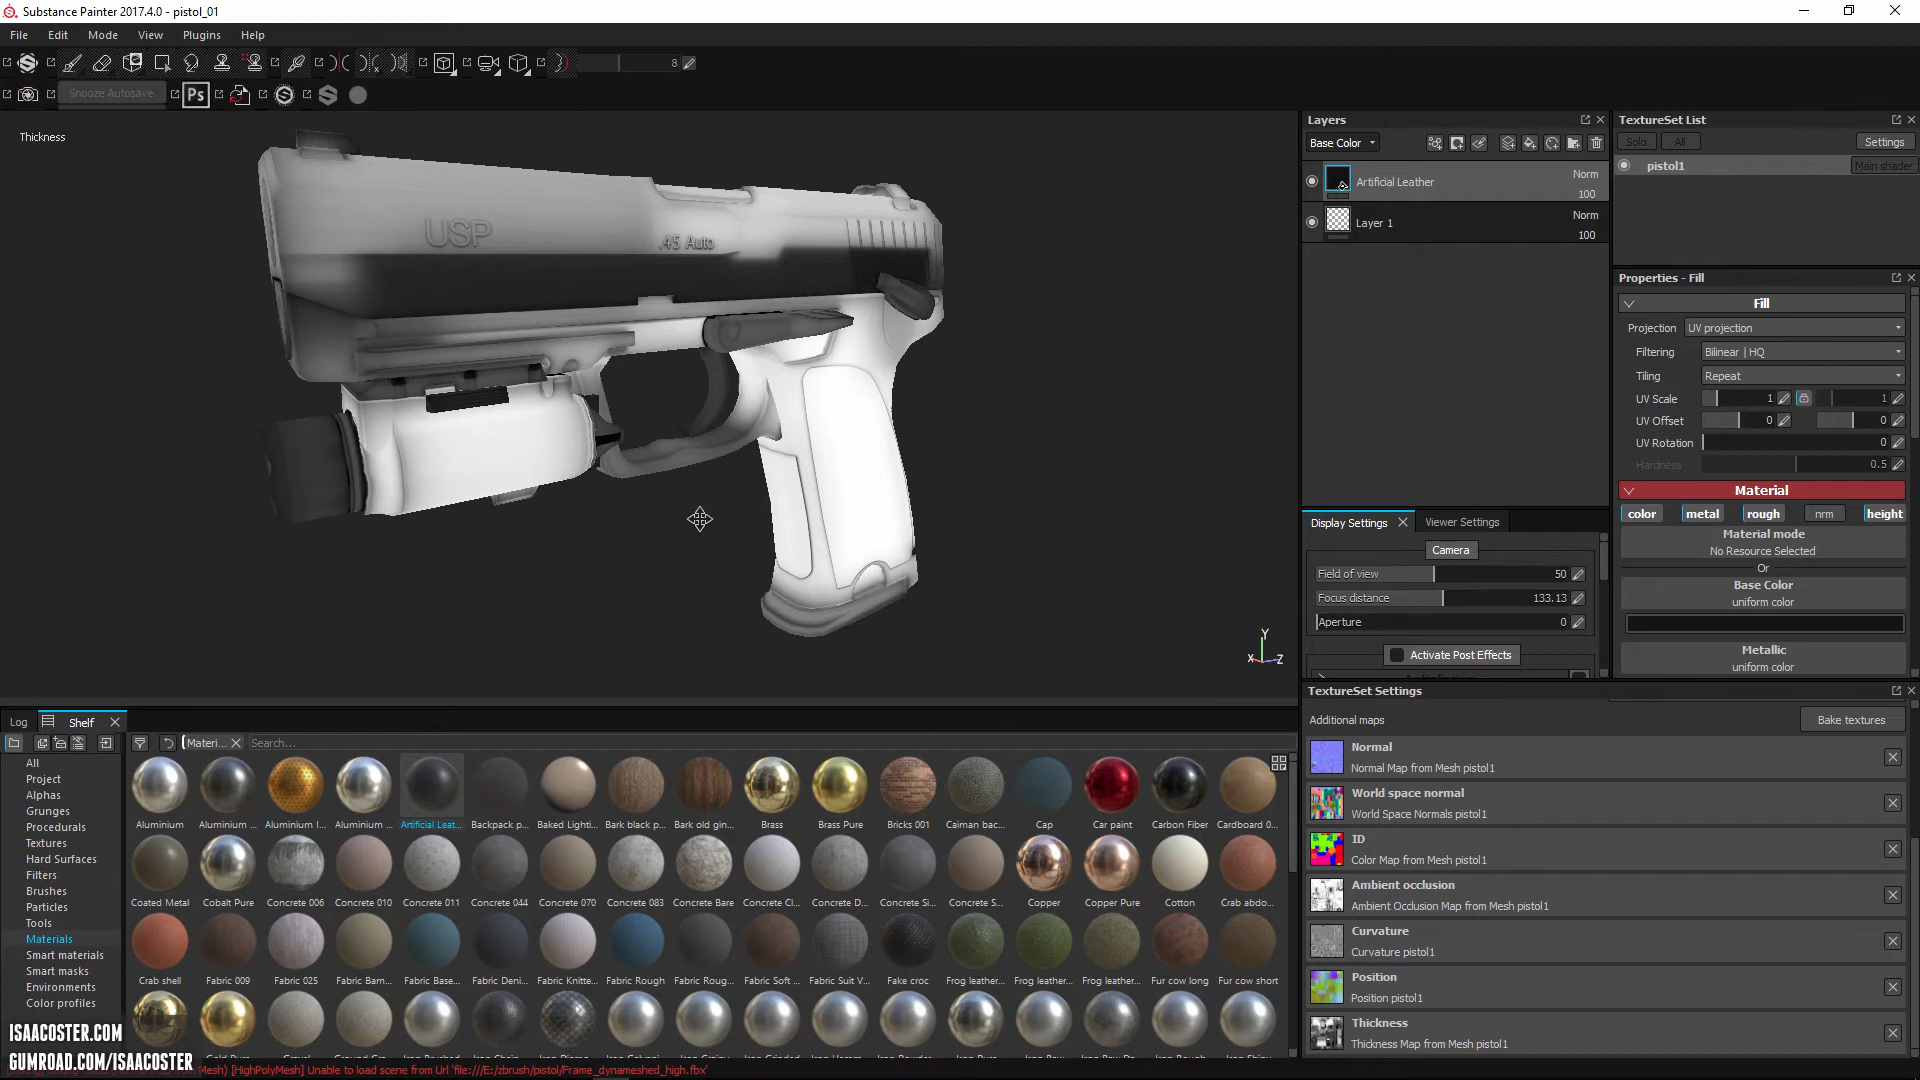 Substance Painter 2017.4.0 - pistol_01
File Edit Mode View Plugins Help
8
Snooze Autosave Ps
Thickness
USP
.45 Auto
Y
X Z
Layers
Base Color
Artificial Leather Norm 100
Layer 1 Norm 100
TextureSet List
Solo All Settings
pistol1 Main shader
Properties - Fill
Fill
Projection UV projection
Filtering Bilinear | HQ
Tiling Repeat
UV Scale 1 1
UV Offset 0 0
UV Rotation 0
Hardness 0.5
Material
color metal rough nrm height
Material mode
No Resource Selected
Or
Base Color
uniform color
Metallic
uniform color
Display Settings Viewer Settings
Camera
Field of view 50
Focus distance 133.13
Aperture 0
Activate Post Effects
TextureSet Settings
Additional maps Bake textures
Normal
Normal Map from Mesh pistol1
World space normal
World Space Normals pistol1
ID
Color Map from Mesh pistol1
Ambient occlusion
Ambient Occlusion Map from Mesh pistol1
Curvature
Curvature pistol1
Position
Position pistol1
Thickness
Thickness Map from Mesh pistol1
Log Shelf
Materi... Search...
All
Project
Alphas
Grunges
Procedurals
Textures
Hard Surfaces
Filters
Brushes
Particles
Tools
Materials
Smart materials
Smart masks
Environments
Color profiles
Aluminium Aluminium ... Aluminium I... Aluminium ... Artificial Leat... Backpack p... Baked Lighti... Bark black p... Bark old gin... Brass Brass Pure Bricks 001 Caiman bac... Cap Car paint Carbon Fiber Cardboard 0...
Coated Metal Cobalt Pure Concrete 006 Concrete 010 Concrete 011 Concrete 044 Concrete 070 Concrete 083 Concrete Bare Concrete Cl... Concrete D... Concrete Si... Concrete S... Copper Copper Pure Cotton Crab abdo...
Crab shell Fabric 009 Fabric 025 Fabric Bam... Fabric Base... Fabric Deni... Fabric Knitte... Fabric Rough Fabric Roug... Fabric Soft ... Fabric Suit V... Fake croc Frog leather... Frog leather... Frog leather... Fur cow long Fur cow short
ISAACOSTER.COM
GUMROAD.COM/ISAACOSTER
Mesh) [HighPolyMesh] Unable to load scene from Url 'file:///E:/zbrush/pistol/Frame_dynameshed_high.fbx'